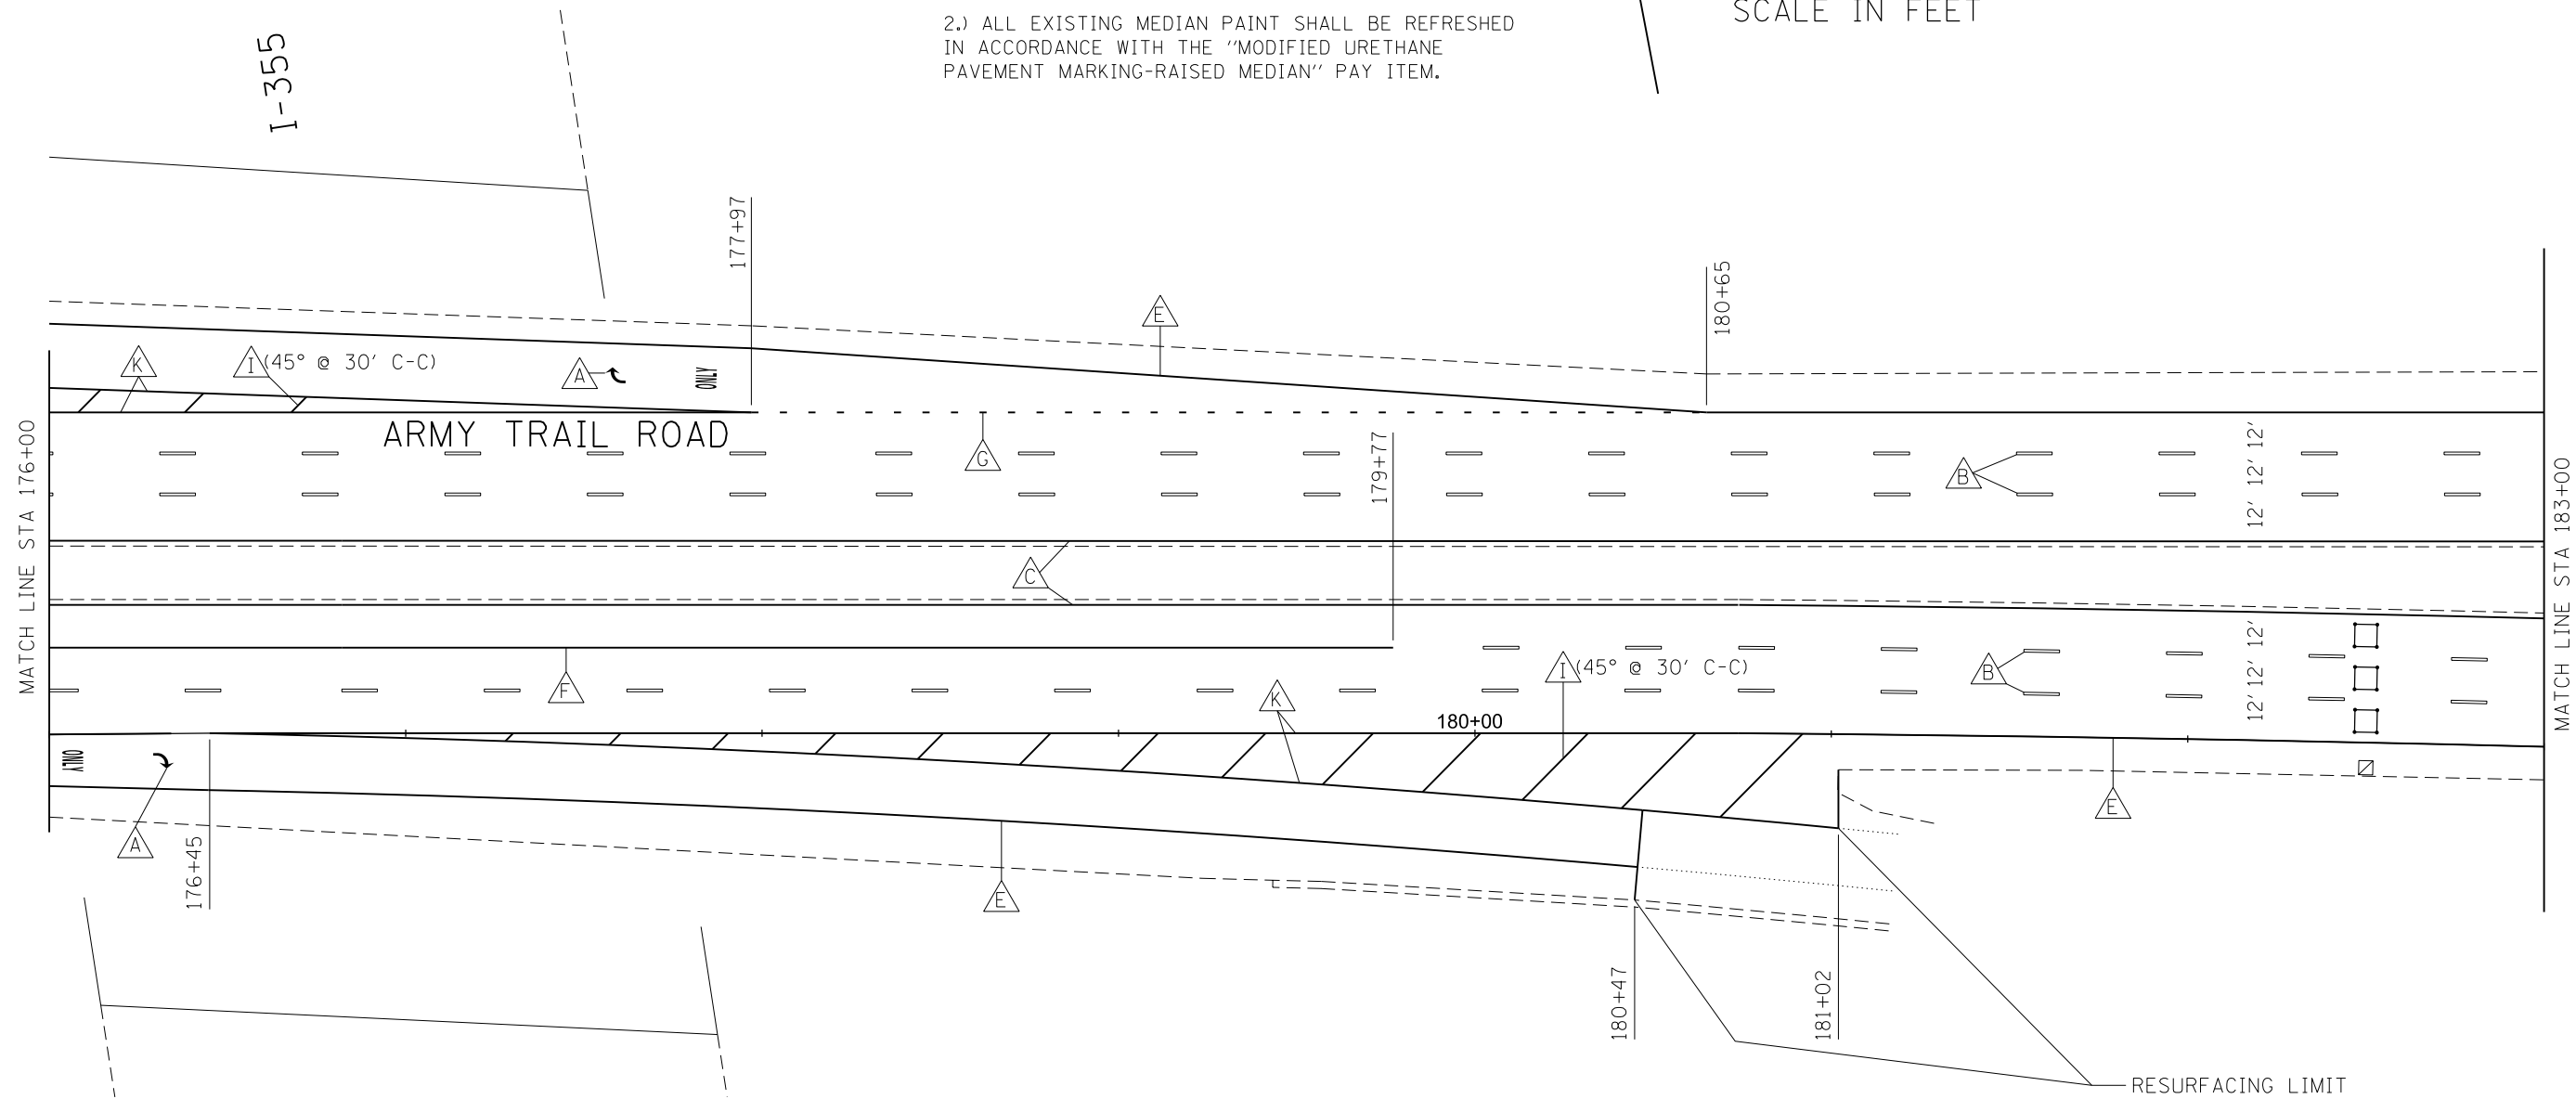 SCALE IN FEET
2.) ALL EXISTING MEDIAN PAINT SHALL BE REFRESHED
IN ACCORDANCE WITH THE "MODIFIED URETHANE
PAVEMENT MARKING-RAISED MEDIAN" PAY ITEM.
I-355
177+97
180+65
E
K
I (45° @ 30' C-C)
A
ONLY
ARMY TRAIL ROAD
G
179+77
B
12' 12' 12'
MATCH LINE STA 176+00
MATCH LINE STA 183+00
C
F
K
I (45° @ 30' C-C)
B
12' 12' 12'
180+00
ONLY
A
176+45
E
E
180+47
181+02
RESURFACING LIMIT